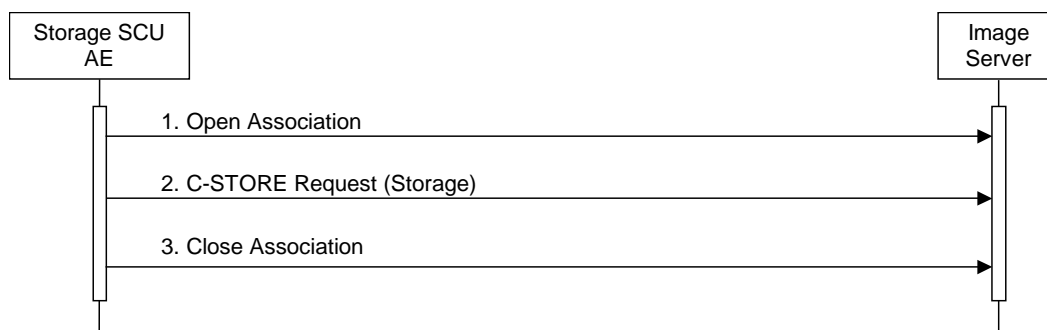 Storage SCU
AE
Image
Server
1. Open Association
2. C-STORE Request (Storage)
3. Close Association